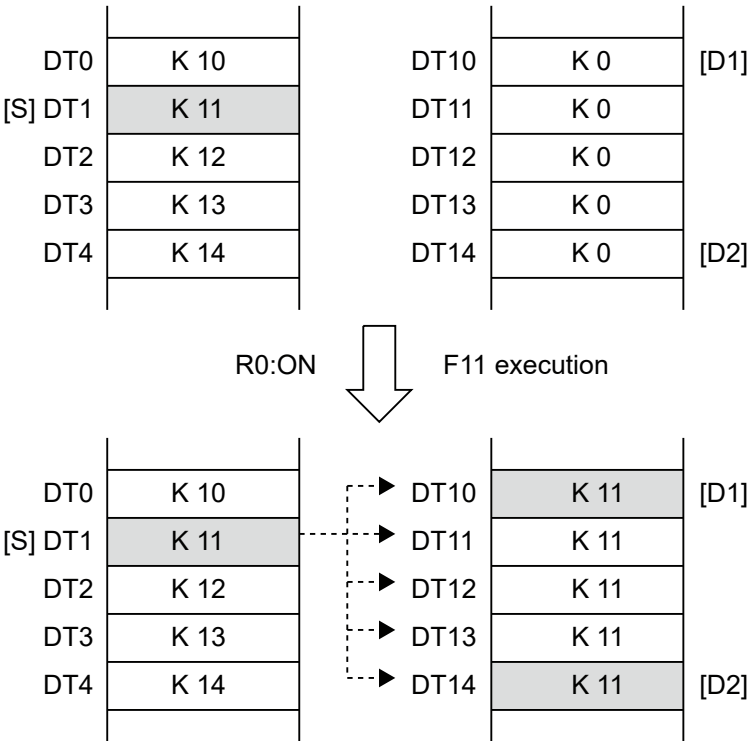 DT0 K 10 DT10 K 0 [D1]
[S] DT1 K 11 DT11 K 0
DT2 K 12 DT12 K 0
DT3 K 13 DT13 K 0
DT4 K 14 DT14 K 0 [D2]
R0:ON F11 execution
DT0 K 10 DT10 K 11 [D1]
[S] DT1 K 11 DT11 K 11
DT2 K 12 DT12 K 11
DT3 K 13 DT13 K 11
DT4 K 14 DT14 K 11 [D2]